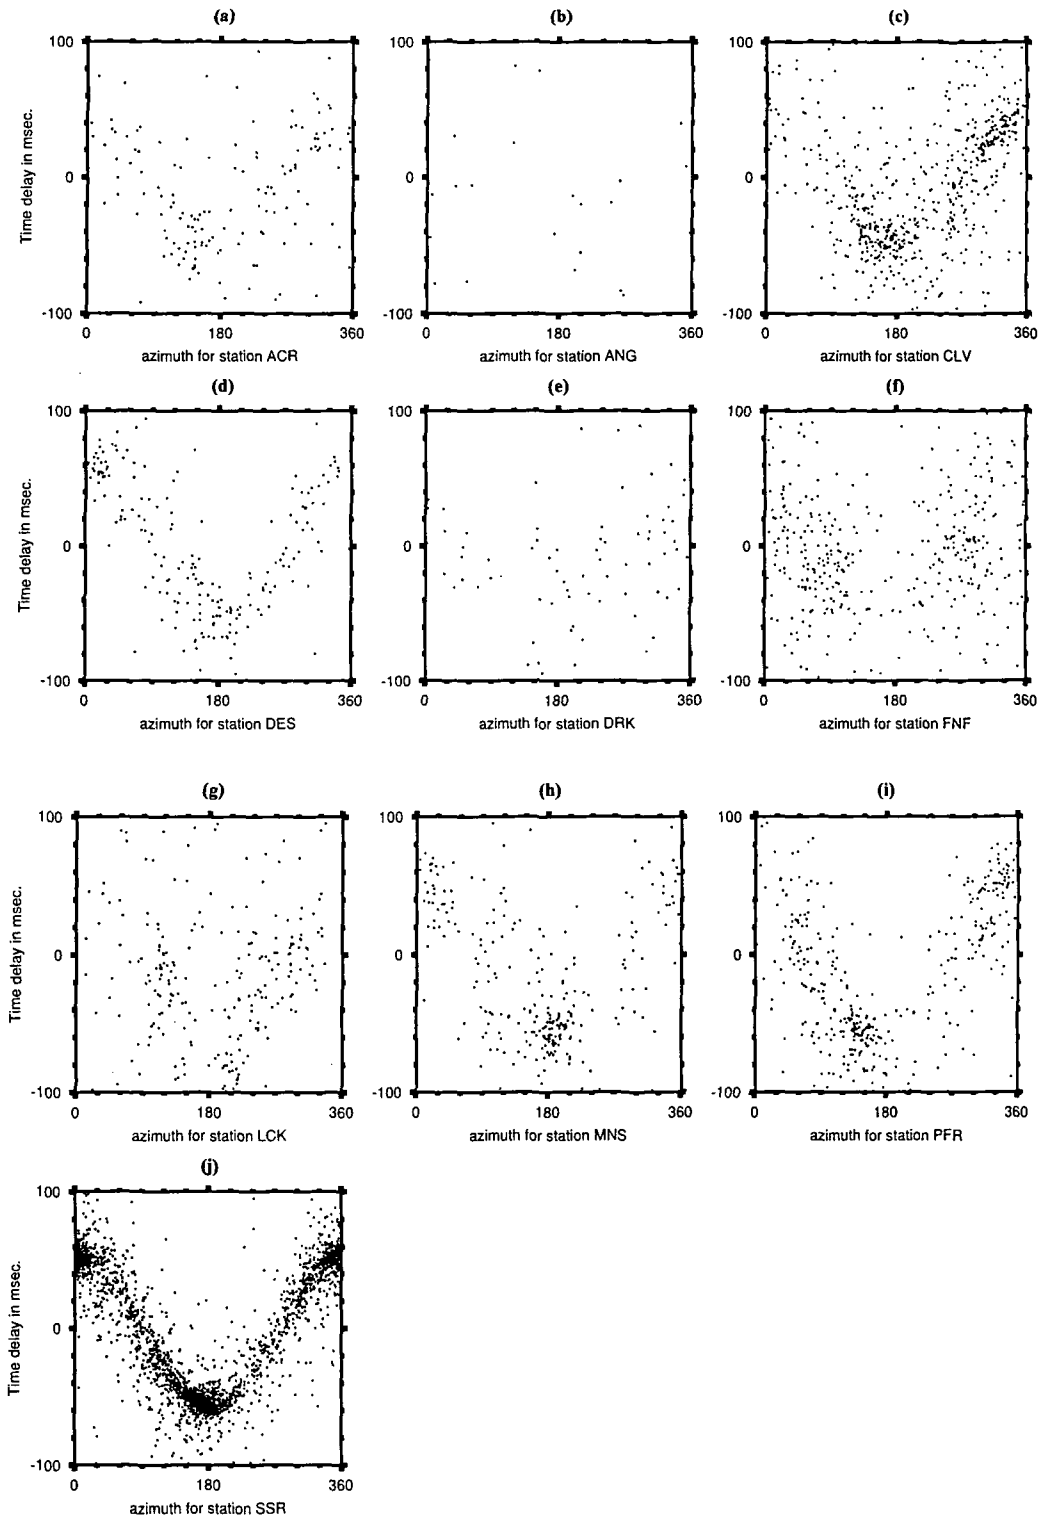 (a) (b) (c)
Time delay in msec.
100 100 100
0 0 0
-100 -100 -100
0 180 360 0 180 360 0 180 360
azimuth for station ACR azimuth for station ANG azimuth for station CLV
(d) (e) (f)
Time delay in msec.
100 100 100
0 0 0
-100 -100 -100
0 180 360 0 180 360 0 180 360
azimuth for station DES azimuth for station DRK azimuth for station FNF
(g) (h) (i)
Time delay in msec.
100 100 100
0 0 0
-100 -100 -100
0 180 360 0 180 360 0 180 360
azimuth for station LCK azimuth for station MNS azimuth for station PFR
(j)
Time delay in msec.
100
0
-100
0 180 360
azimuth for station SSR